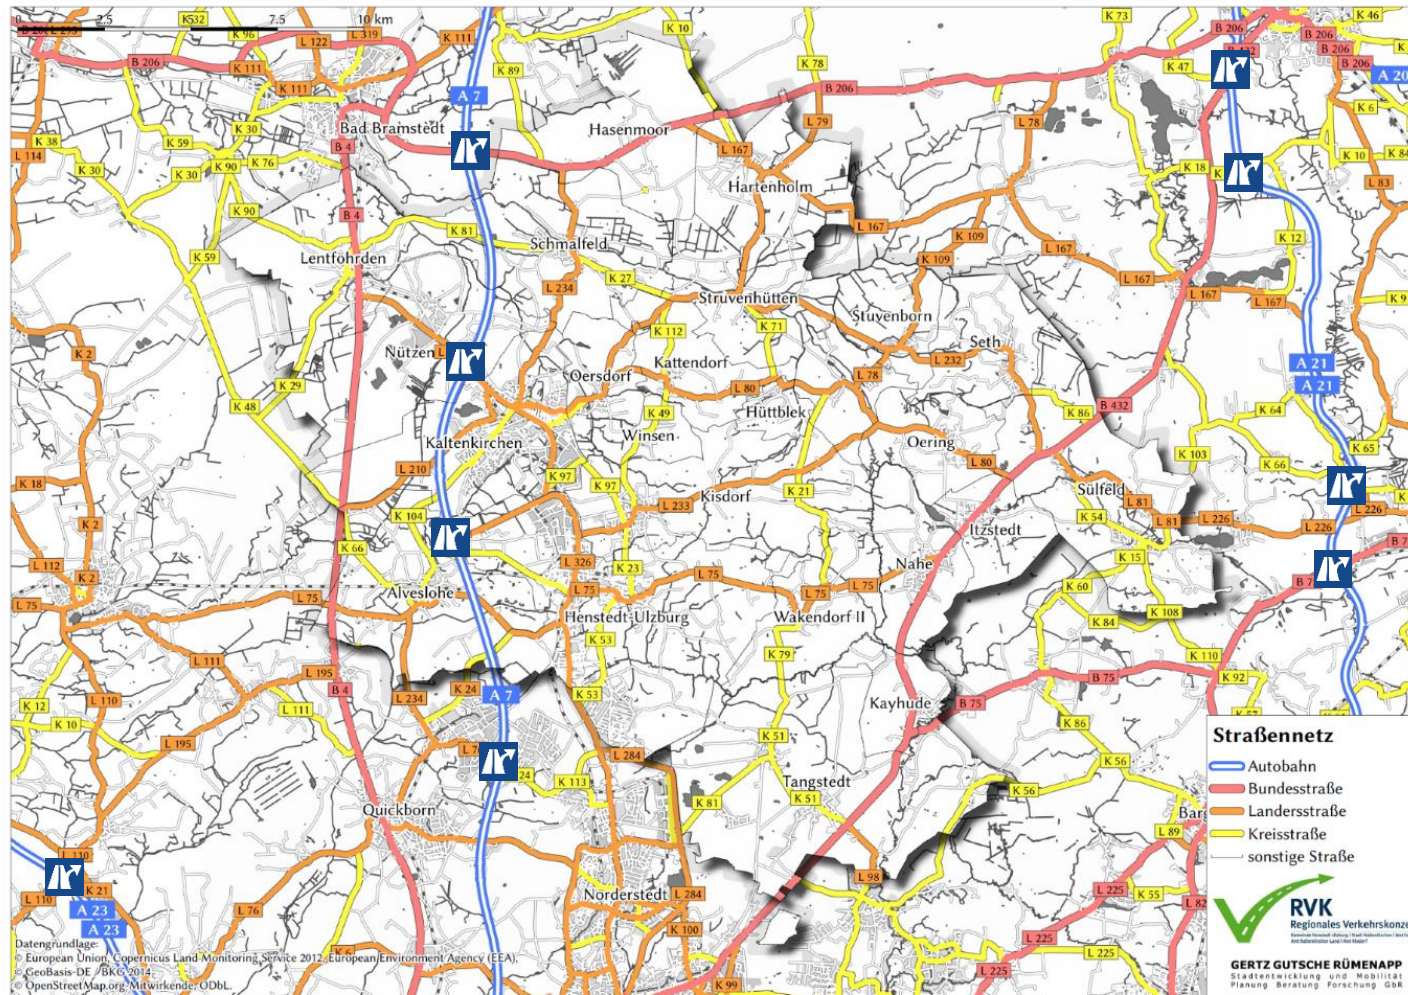 0 2.5 5 7.5 10 km
K 32
B 206
K 96
L 122
L 319
K 111
K 10
K 73
B 206
K 46
B 206
B 206
B 206
B 206
K 111
K 89
K 78
K 47
A 20
K 111
A 7
B 206
K 6
K 30
Bad Bramstedt
Hasenmoor
L 79
L 78
K 38
K 59
B 4
L 167
K 10
K 84
L 114
K 76
K 90
K 30
K 30
K 18
L 83
Hartenholm
K 90
B 4
K 81
L 167
K 109
K 12
Schmalfeld
L 167
Lentföhrden
K 59
K 109
K 27
L 167
L 234
Struvenhütten
L 167
L 167
K 9
Stuvenborn
K 112
K 71
K 2
Nützen
Seth
L 232
Kattendorf
A 21
Oersdorf
L 78
A 21
K 29
L 80
K 48
K 49
Hüttblek
K 86
B 432
K 64
Kaltenkirchen
Winsen
Oering
K 65
K 103
L 210
L 80
K 66
K 97
K 97
K 18
K 21
Kisdorf
Sülfeld
L 81
L 233
K 104
K 54
L 81
L 226
L 226
L 226
K 2
Itzstedt
K 66
K 15
L 112
L 326
Nahe
K 23
L 75
K 2
L 75
L 75
K 60
Alveslohe
L 75
L 75
L 75
K 108
Henstedt-Ulzburg
Wakendorf II
K 84
K 53
K 79
L 111
K 110
L 195
B 75
K 92
B 4
K 24
A 7
K 53
L 110
L 234
Kayhude
B 75
K 12
L 111
K 10
K 86
L 195
K 51
L 284
K 56
K 113
Tangstedt
K 56
K 51
K 81
Quickborn
L 89
L 110
L 98
K 21
L 110
Norderstedt
L 284
L 225
K 55
L 82
A 23
L 76
A 23
K 100
L 225
K 6
L 225
L 225
K 99
Straßennetz
Autobahn
Bundesstraße
Landersstraße
Kreisstraße
sonstige Straße
RVK
Regionales Verkehrskonze
GERTZ GUTSCHE RÜMENAPP
Stadtentwicklung und Mobilität
Planung Beratung Forschung GbR
Datengrundlage:
© European Union, Copernicus Land Monitoring Service 2012, European Environment Agency (EEA),
© GeoBasis-DE / BKG 2014,
© OpenStreetMap.org, Mitwirkende, ODbL.